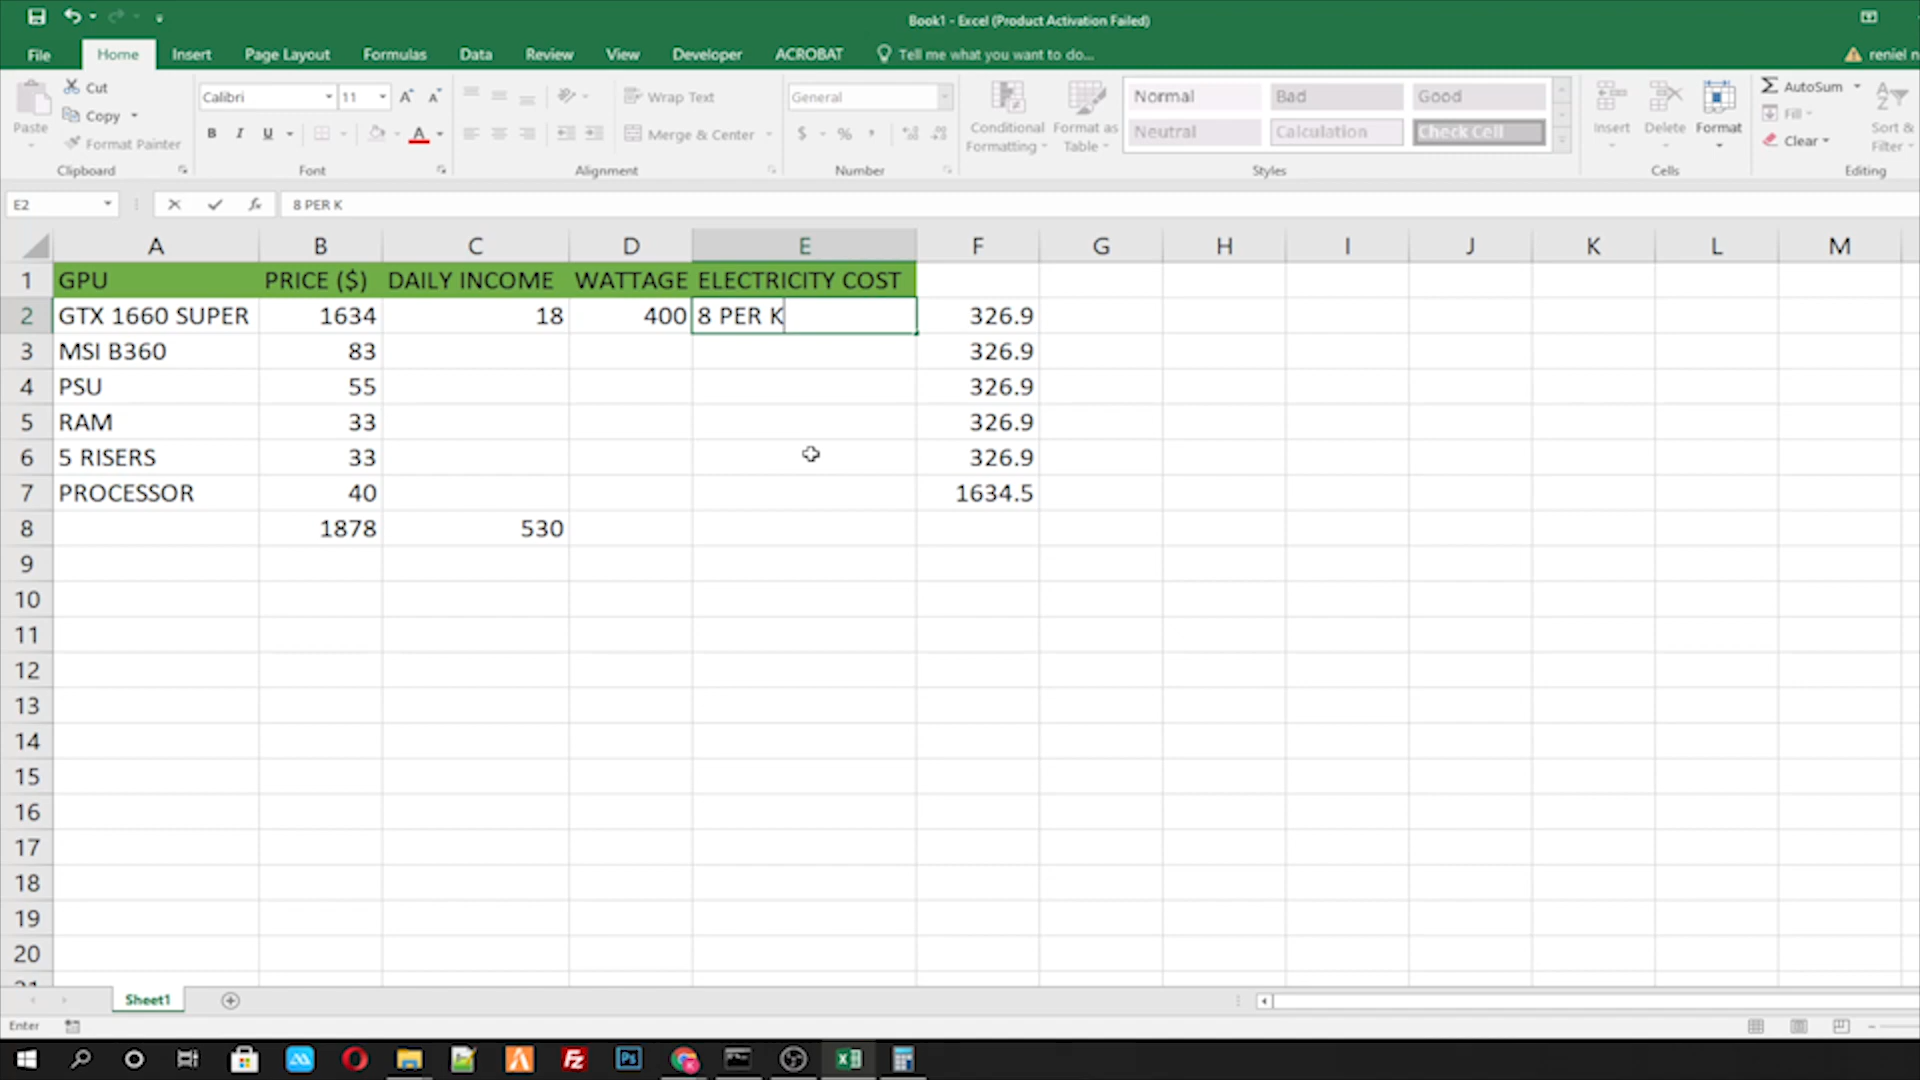 Book1 - Excel (Product Activation Failed)
File Home Insert Page Layout Formulas Data Review View Developer ACROBAT Tell me what you want to do... reniel n
Paste
Cut
Copy
Format Painter
Clipboard
Calibri 11
B I U
Font
Wrap Text
Merge & Center
Alignment
General
$ % ,
Number
Conditional Formatting
Format as Table
Normal Bad Good
Neutral Calculation Check Cell
Styles
Insert Delete Format
Cells
AutoSum
Fill
Clear
Sort &
Filter
Editing
E2 fx 8 PER K
A B C D E F G H I J K L M
1 GPU PRICE ($) DAILY INCOME WATTAGE ELECTRICITY COST
2 GTX 1660 SUPER 1634 18 400 8 PER K 326.9
3 MSI B360 83 326.9
4 PSU 55 326.9
5 RAM 33 326.9
6 5 RISERS 33 326.9
7 PROCESSOR 40 1634.5
8 1878 530
9
10
11
12
13
14
15
16
17
18
19
20
Sheet1
Enter
Fz Ps